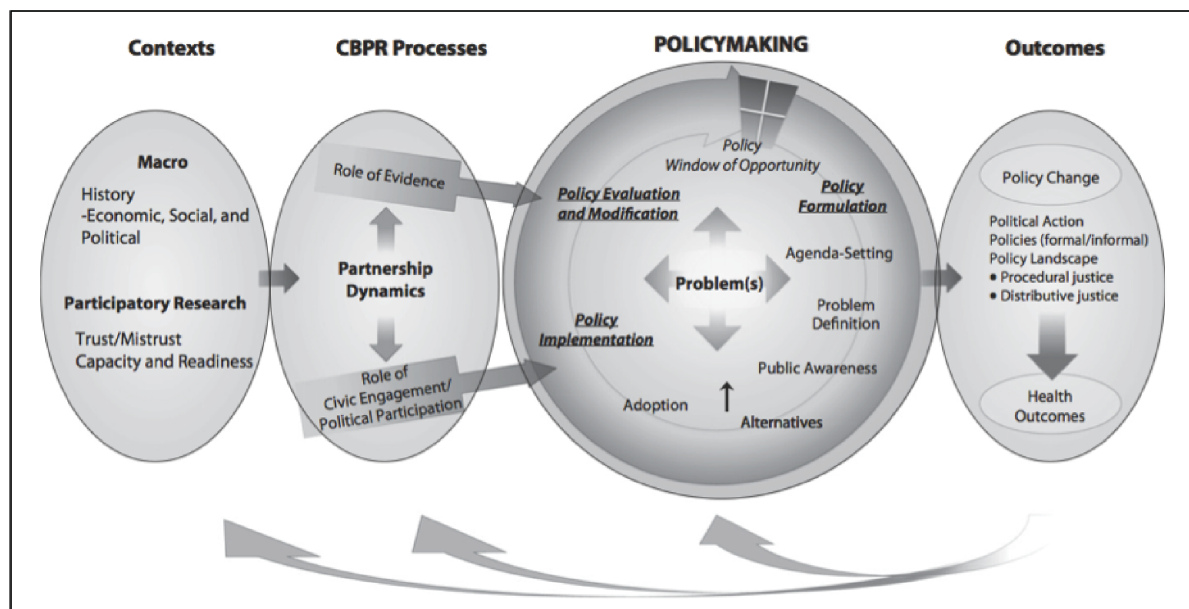 Contexts
CBPR Processes
POLICYMAKING
Outcomes
Macro
History
-Economic, Social, and
Political
Participatory Research
Trust/Mistrust
Capacity and Readiness
Role of Evidence
Partnership
Dynamics
Role of
Civic Engagement/
Political Participation
Policy
Window of Opportunity
Policy Evaluation
and Modification
Policy
Formulation
Agenda-Setting
Problem(s)
Problem
Definition
Policy
Implementation
Public Awareness
Adoption
Alternatives
Policy Change
Political Action
Policies (formal/informal)
Policy Landscape
• Procedural justice
• Distributive justice
Health
Outcomes